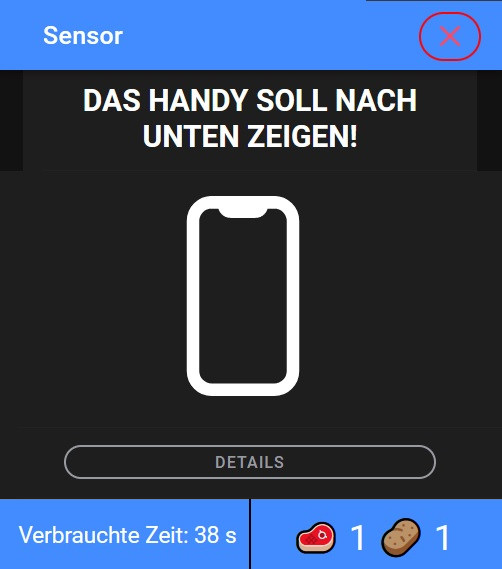 Sensor
DAS HANDY SOLL NACH
UNTEN ZEIGEN!
DETAILS
Verbrauchte Zeit: 38 s
1 1